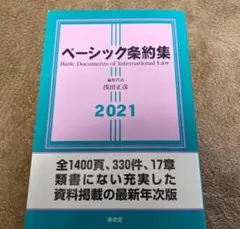 ベーシック条約集
Basic Documents of International Law
編集代表
浅田正彦
2021
全1400頁、330件、17章
類書にない充実した
資料掲載の最新年次版
東信堂